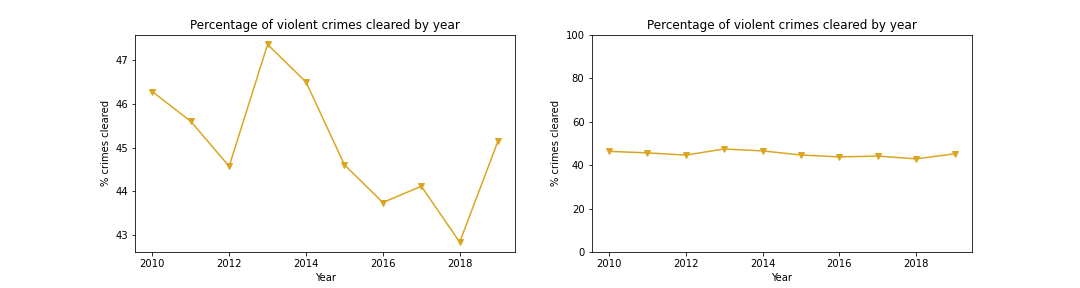 Percentage of violent crimes cleared by year
% crimes cleared
47
46
45
44
43
2010 2012 2014 2016 2018
Year
Percentage of violent crimes cleared by year
% crimes cleared
100
80
60
40
20
0
2010 2012 2014 2016 2018
Year